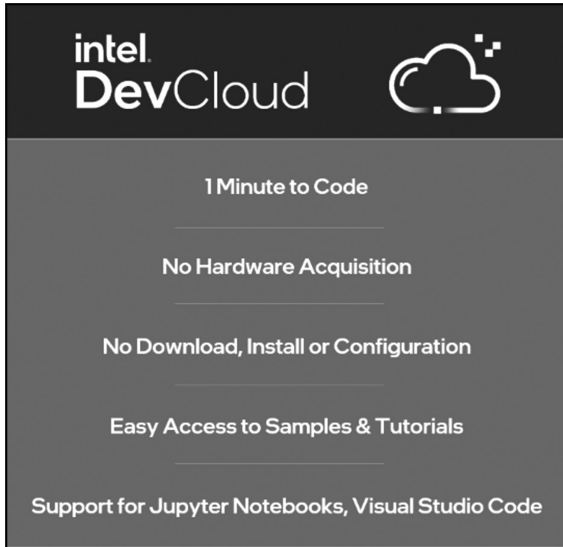 intel.
DevCloud
1 Minute to Code
No Hardware Acquisition
No Download, Install or Configuration
Easy Access to Samples & Tutorials
Support for Jupyter Notebooks, Visual Studio Code